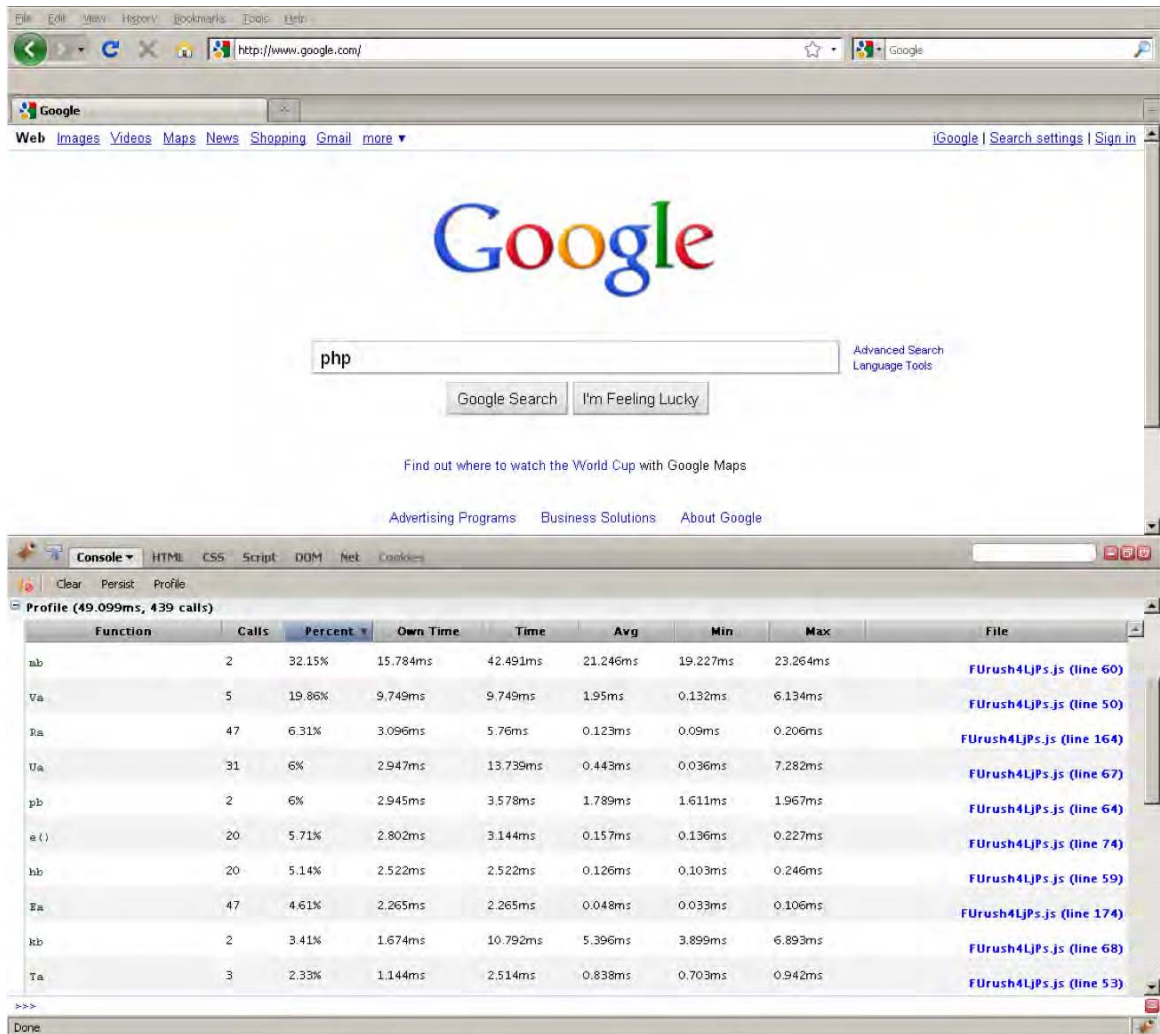 File Edit View History Bookmarks Tools Help
http://www.google.com/ Google
Google
Web Images Videos Maps News Shopping Gmail more ▼ iGoogle | Search settings | Sign in
Google
php
Advanced Search
Language Tools
Google Search I'm Feeling Lucky
Find out where to watch the World Cup with Google Maps
Advertising Programs Business Solutions About Google
Console HTML CSS Script DOM Net Cookies
Clear Persist Profile
Profile (49.099ms, 439 calls)
Function Calls Percent Own Time Time Avg Min Max File
mb 2 32.15% 15.784ms 42.491ms 21.246ms 19.227ms 23.264ms FUrush4LjPs.js (line 60)
Va 5 19.86% 9.749ms 9.749ms 1.95ms 0.132ms 6.134ms FUrush4LjPs.js (line 50)
Ra 47 6.31% 3.096ms 5.76ms 0.123ms 0.09ms 0.206ms FUrush4LjPs.js (line 164)
Ua 31 6% 2.947ms 13.739ms 0.443ms 0.036ms 7.282ms FUrush4LjPs.js (line 67)
pb 2 6% 2.945ms 3.578ms 1.789ms 1.611ms 1.967ms FUrush4LjPs.js (line 64)
e() 20 5.71% 2.802ms 3.144ms 0.157ms 0.136ms 0.227ms FUrush4LjPs.js (line 74)
hb 20 5.14% 2.522ms 2.522ms 0.126ms 0.103ms 0.246ms FUrush4LjPs.js (line 59)
Ea 47 4.61% 2.265ms 2.265ms 0.048ms 0.033ms 0.106ms FUrush4LjPs.js (line 174)
kb 2 3.41% 1.674ms 10.792ms 5.396ms 3.899ms 6.893ms FUrush4LjPs.js (line 68)
Ta 3 2.33% 1.144ms 2.514ms 0.838ms 0.703ms 0.942ms FUrush4LjPs.js (line 53)
>>>
Done